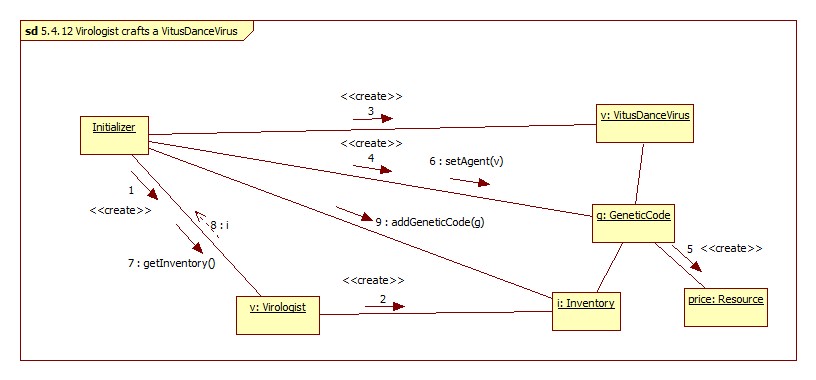 sd 5.4.12 Virologist crafts a VitusDanceVirus
<<create>>
3
v: VitusDanceVirus
Initializer
<<create>>
4
6 : setAgent(v)
1
<<create>>
8 : i
9 : addGeneticCode(g)
g: GeneticCode
5 <<create>>
7 : getInventory()
<<create>>
2
v: Virologist
i: Inventory
price: Resource